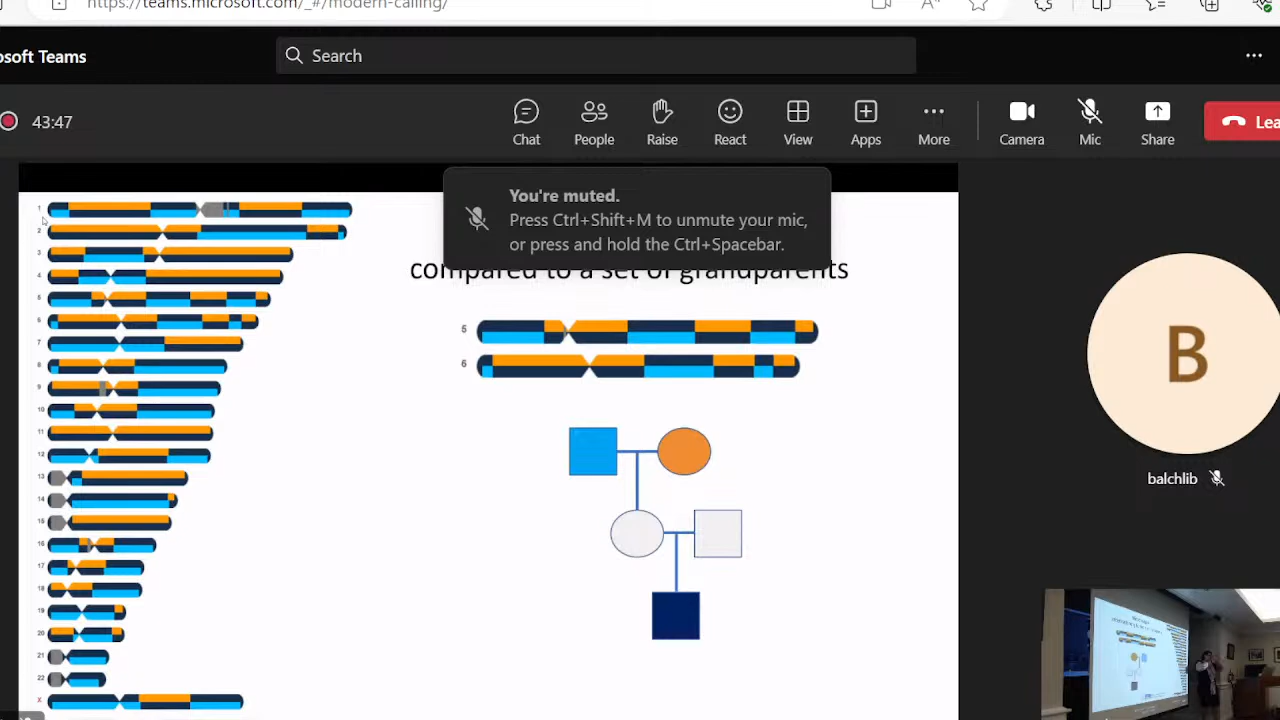 https://teams.microsoft.com/_#/modern-calling/
osoft Teams
Search
43:47
Chat
People
Raise
React
View
Apps
More
Camera
Mic
Share
Lea
You're muted.
Press Ctrl+Shift+M to unmute your mic,
or press and hold the Ctrl+Spacebar.
compared to a set of grandparents
1
2
3
4
5
6
7
8
9
10
11
12
13
14
15
16
17
18
19
20
21
22
X
5
6
B
balchlib